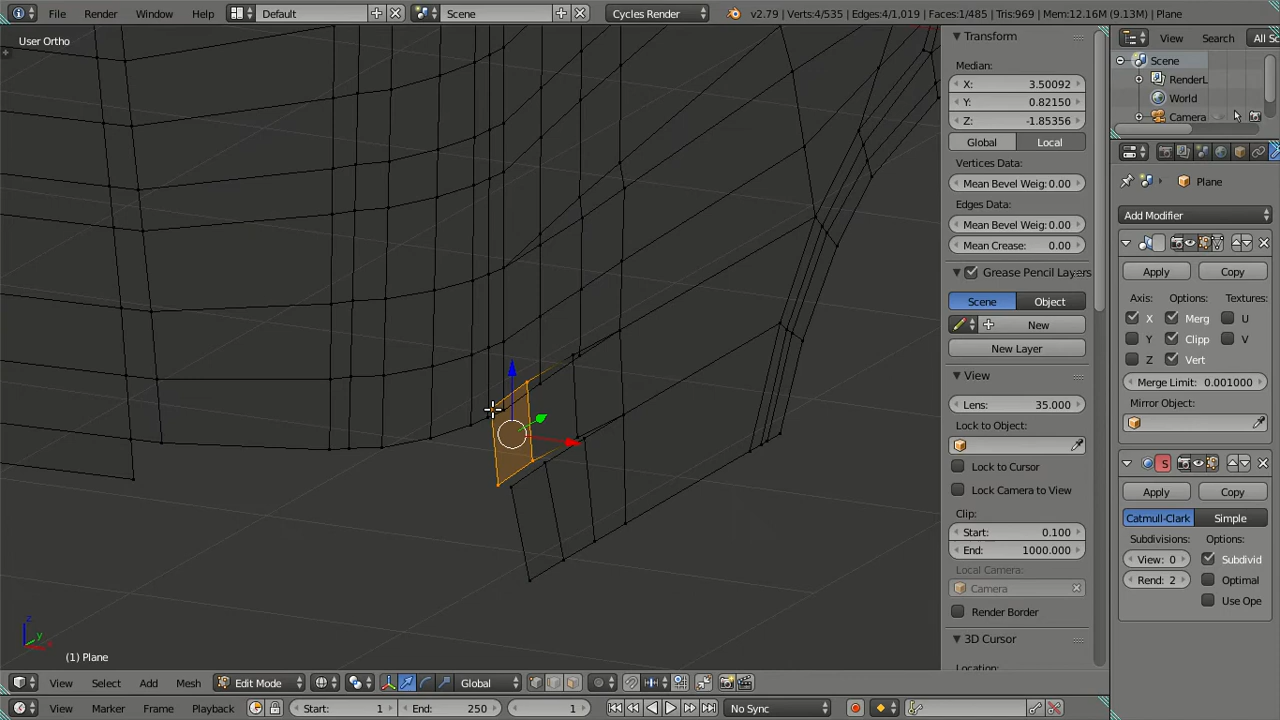 File Render Window Help Default Scene Cycles Render v2.79 | Verts:4/535 | Edges:4/1,019 | Faces:1/485 | Tris:969 | Mem:12.16M (9.13M) | Plane
User Ortho
Transform
View Search All Sc
Median:
Scene
X: 3.50092
RenderL
Y: 0.82150
World
Z: -1.85356
Camera
Global Local
Vertices Data:
Mean Bevel Weig: 0.00
Plane
Edges Data:
Add Modifier
Mean Bevel Weig: 0.00
Mean Crease: 0.00
Grease Pencil Layers
Apply Copy
Scene Object
Axis: Options: Textures:
X Merg U
New
Y Clipp V
New Layer
Z Vert
View
Merge Limit: 0.001000
Lens: 35.000
Mirror Object:
Lock to Object:
Lock to Cursor
S
Lock Camera to View
Apply Copy
Clip:
Catmull-Clark Simple
Start: 0.100
Subdivisions: Options:
End: 1000.000
View: 0 Subdivid
Local Camera:
Rend: 2 Optimal
Camera
Use Ope
Render Border
3D Cursor
Location:
z
y
x
(1) Plane
View Select Add Mesh Edit Mode Global
View Marker Frame Playback Start: 1 End: 250 1 No Sync